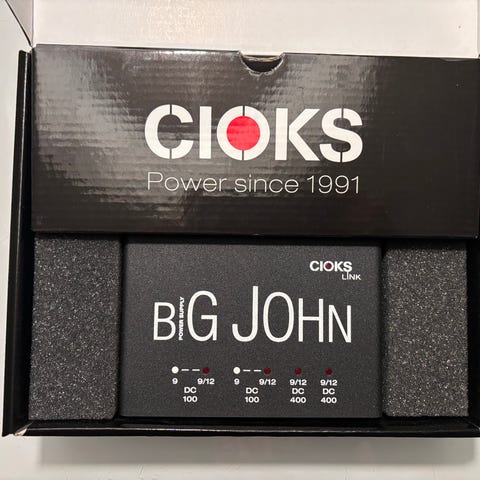 CIOKS
Power since 1991
CIOKS
LINK
BIG JOHN
POWER SUPPLY
9 9/12 9 9/12 9/12 9/12
DC DC DC DC
100 100 400 400